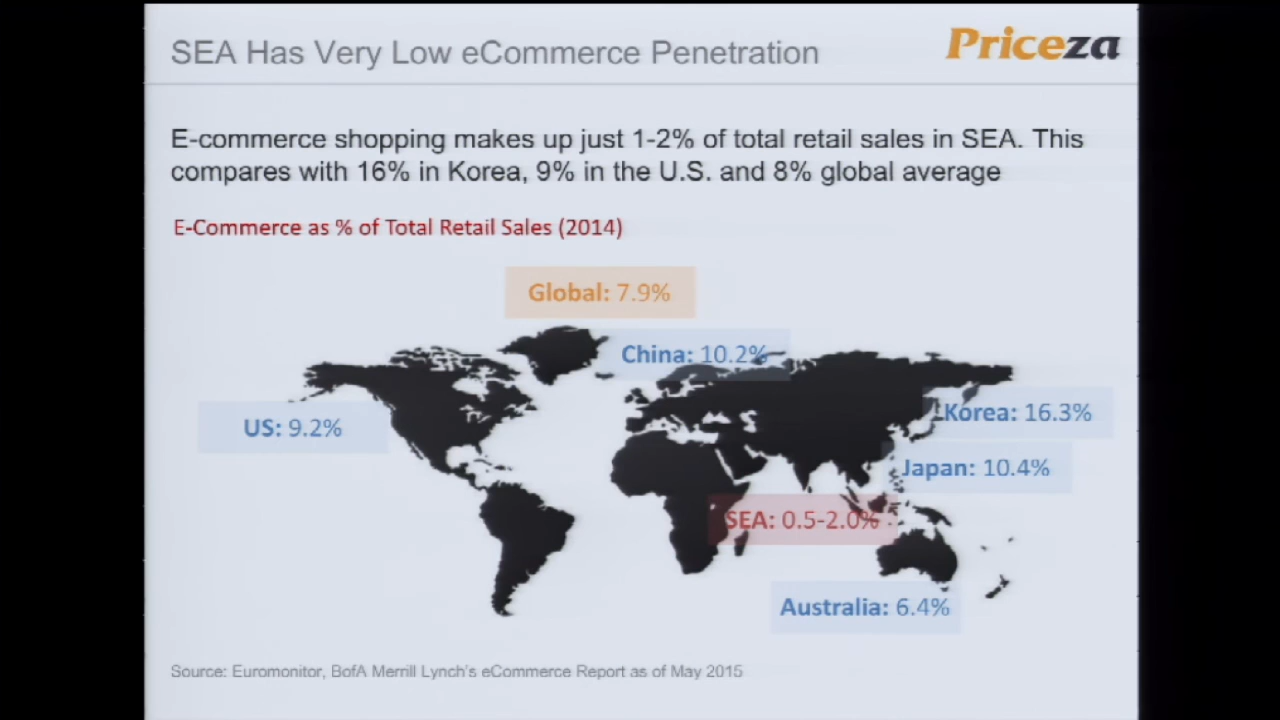 SEA Has Very Low eCommerce Penetration
Priceza
E-commerce shopping makes up just 1-2% of total retail sales in SEA. This
compares with 16% in Korea, 9% in the U.S. and 8% global average
E-Commerce as % of Total Retail Sales (2014)
Global: 7.9%
China: 10.2%
Korea: 16.3%
US: 9.2%
Japan: 10.4%
SEA: 0.5-2.0%
Australia: 6.4%
Source: Euromonitor, BofA Merrill Lynch's eCommerce Report as of May 2015